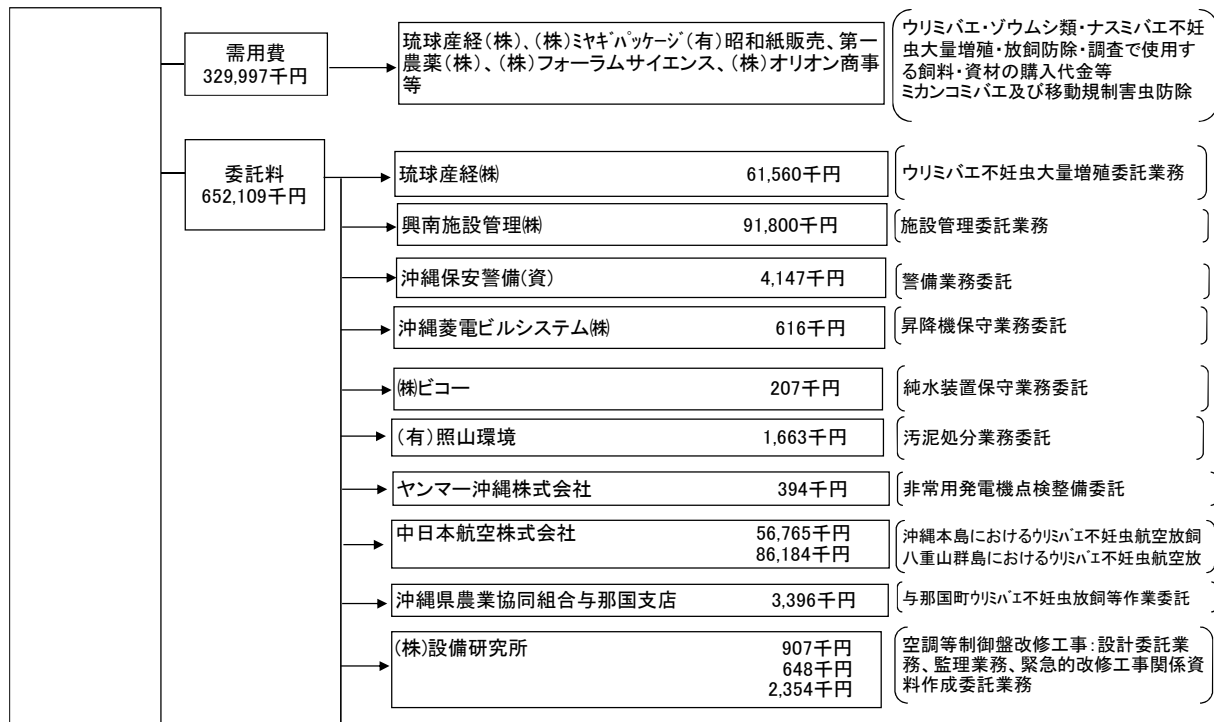 需用費
329,997千円
琉球産経(株)、(株)ミヤギパッケージ(有)昭和紙販売、第一
農薬(株)、(株)フォーラムサイエンス、(株)オリオン商事
等
ウリミバエ・ゾウムシ類・ナスミバエ不妊
虫大量増殖・放飼防除・調査で使用す
る飼料・資材の購入代金等
ミカンコミバエ及び移動規制害虫防除
委託料
652,109千円
琉球産経㈱ 61,560千円
ウリミバエ不妊虫大量増殖委託業務
興南施設管理㈱ 91,800千円
施設管理委託業務
沖縄保安警備(資) 4,147千円
警備業務委託
沖縄菱電ビルシステム㈱ 616千円
昇降機保守業務委託
㈱ビコー 207千円
純水装置保守業務委託
(有)照山環境 1,663千円
汚泥処分業務委託
ヤンマー沖縄株式会社 394千円
非常用発電機点検整備委託
中日本航空株式会社 56,765千円
86,184千円
沖縄本島におけるウリミバエ不妊虫航空放飼
八重山群島におけるウリミバエ不妊虫航空放
沖縄県農業協同組合与那国支店 3,396千円
与那国町ウリミバエ不妊虫放飼等作業委託
(株)設備研究所 907千円
648千円
2,354千円
空調等制御盤改修工事:設計委託業
務、監理業務、緊急的改修工事関係資
料作成委託業務